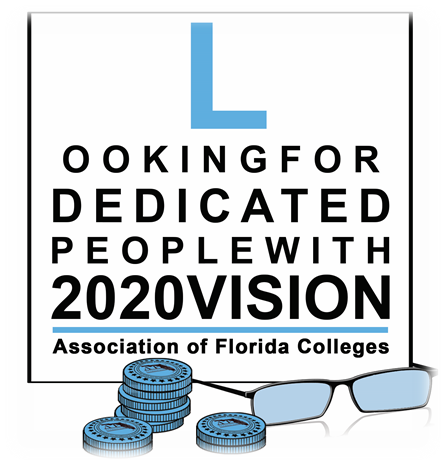 L
OOKINGFOR
DEDICATED
PEOPLEWITH
2020VISION
Association of Florida Colleges